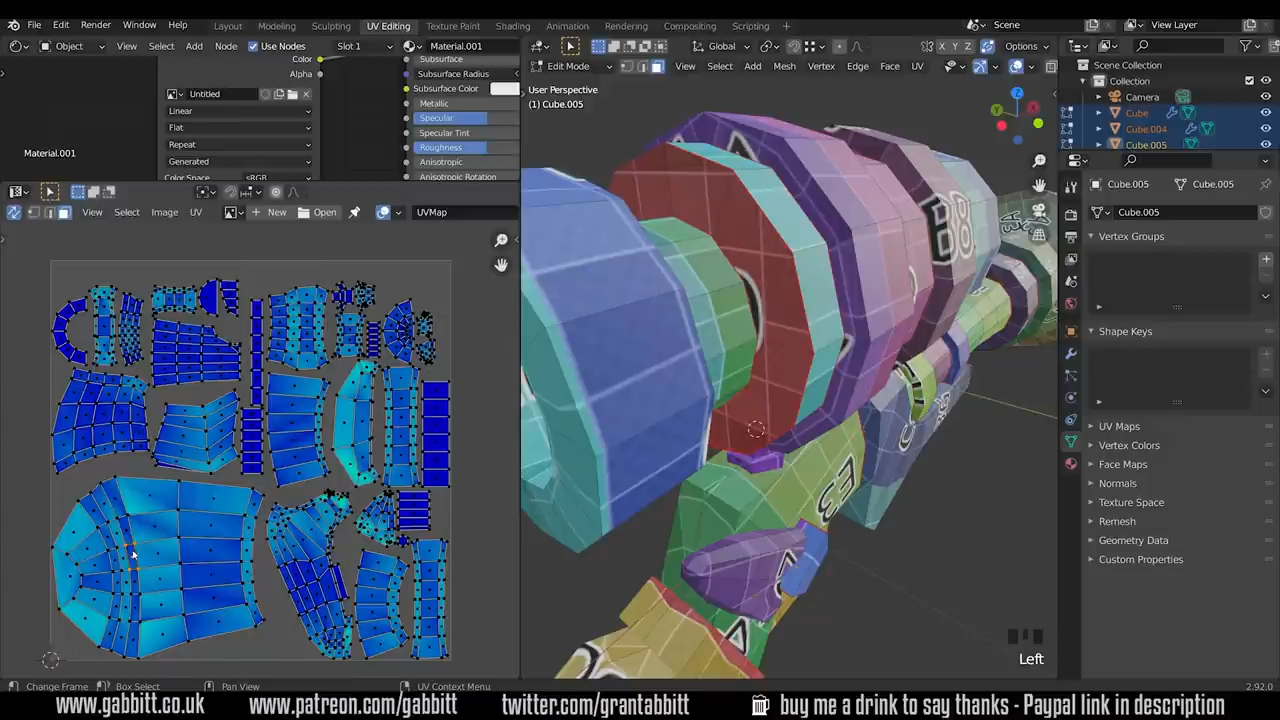 File Edit Render Window Help Layout Modeling Sculpting UV Editing Texture Paint Shading Animation Rendering Compositing Scripting + Scene View Layer
Object View Select Add Node Use Nodes Slot 1 Material.001 Global X Y Z Options
Edit Mode View Select Add Mesh Vertex Edge Face UV
Color
Alpha
Untitled
Linear
Flat
Repeat
Generated
Color Space sRGB
Material.001
Subsurface
Subsurface Radius
Subsurface Color
Metallic
Specular
Specular Tint
Roughness
Anisotropic
Anisotropic Rotation
View Select Image UV New Open UVMap
User Perspective
(1) Cube.005
Z
Y
X
B8
E3
Left
Scene Collection
Collection
Camera
Cube
Cube.004
Cube.005
Cube.005 Cube.005
Cube.005
Vertex Groups
Shape Keys
UV Maps
Vertex Colors
Face Maps
Normals
Texture Space
Remesh
Geometry Data
Custom Properties
Change Frame Box Select Pan View UV Context Menu 2.92.0
www.gabbitt.co.uk www.patreon.com/gabbitt twitter.com/grantabbitt buy me a drink to say thanks - Paypal link in description